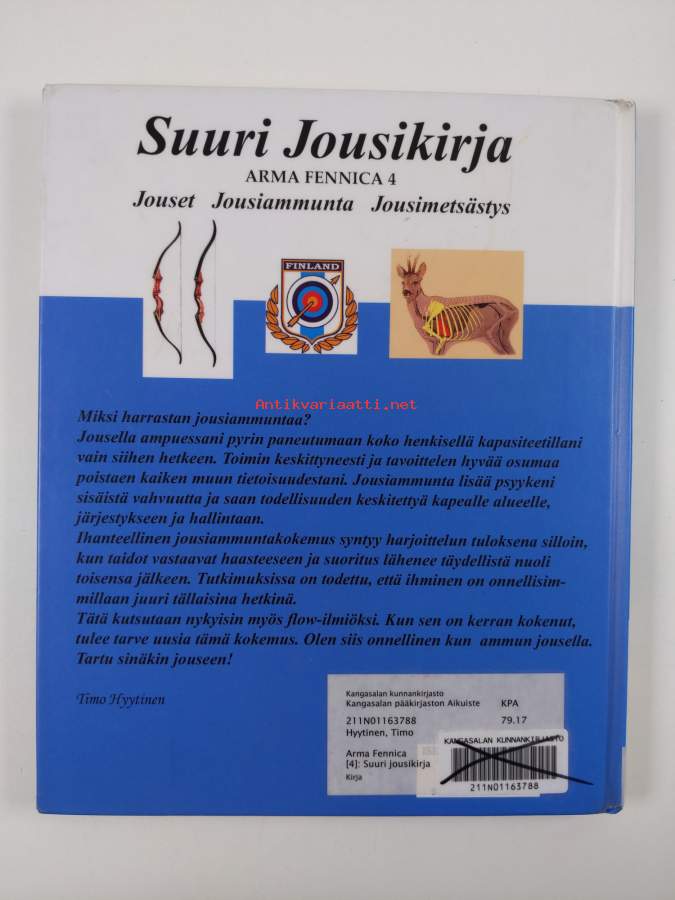 Suuri Jousikirja
ARMA FENNICA 4
Jouset Jousiammunta Jousimetsästys
FINLAND
Antikvariaatti.net
Miksi harrastan jousiammuntaa?
Jousella ampuessani pyrin paneutumaan koko henkisellä kapasiteetillani
vain siihen hetkeen. Toimin keskittyneesti ja tavoittelen hyvää osumaa
poistaen kaiken muun tietoisuudestani. Jousiammunta lisää psyykeni
sisäistä vahvuutta ja saan todellisuuden keskitettyä kapealle alueelle,
järjestykseen ja hallintaan.
Ihanteellinen jousiammuntakokemus syntyy harjoittelun tuloksena silloin,
kun taidot vastaavat haasteeseen ja suoritus lähenee täydellistä nuoli
toisensa jälkeen. Tutkimuksissa on todettu, että ihminen on onnellisim-
millaan juuri tällaisina hetkinä.
Tätä kutsutaan nykyisin myös flow-ilmiöksi. Kun sen on kerran kokenut,
tulee tarve uusia tämä kokemus. Olen siis onnellinen kun ammun jousella.
Tartu sinäkin jouseen!
Timo Hyytinen
Kangasalan kunnankirjasto
Kangasalan pääkirjaston Aikuiste KPA
211N01163788 79.17
Hyytinen, Timo
Arma Fennica
[4]: Suuri jousikirja
Kirja
KANGASALAN KUNNANKIRJASTO
211N01163788